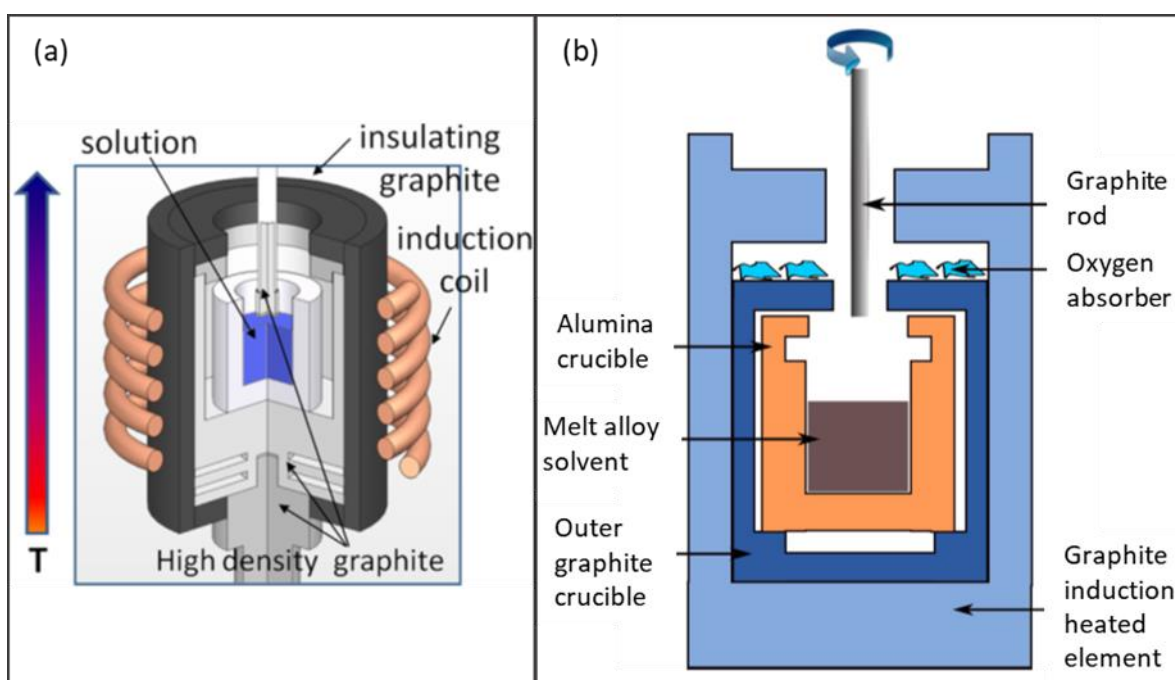 (a)
solution
insulating
graphite
induction
coil
T
High density graphite
(b)
Graphite
rod
Oxygen
absorber
Alumina
crucible
Melt alloy
solvent
Outer
graphite
crucible
Graphite
induction
heated
element